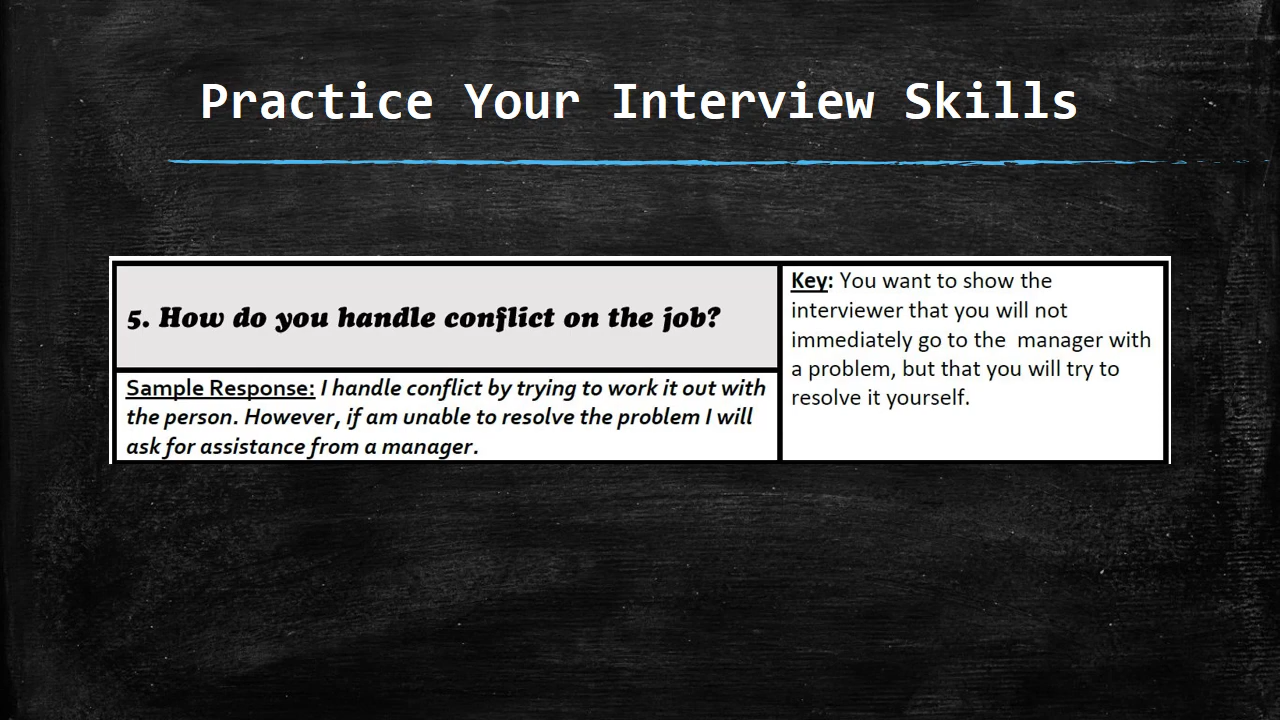 Practice Your Interview Skills
5. How do you handle conflict on the job?
Sample Response: I handle conflict by trying to work it out with
the person. However, if am unable to resolve the problem I will
ask for assistance from a manager.
Key: You want to show the
interviewer that you will not
immediately go to the  manager with
a problem, but that you will try to
resolve it yourself.